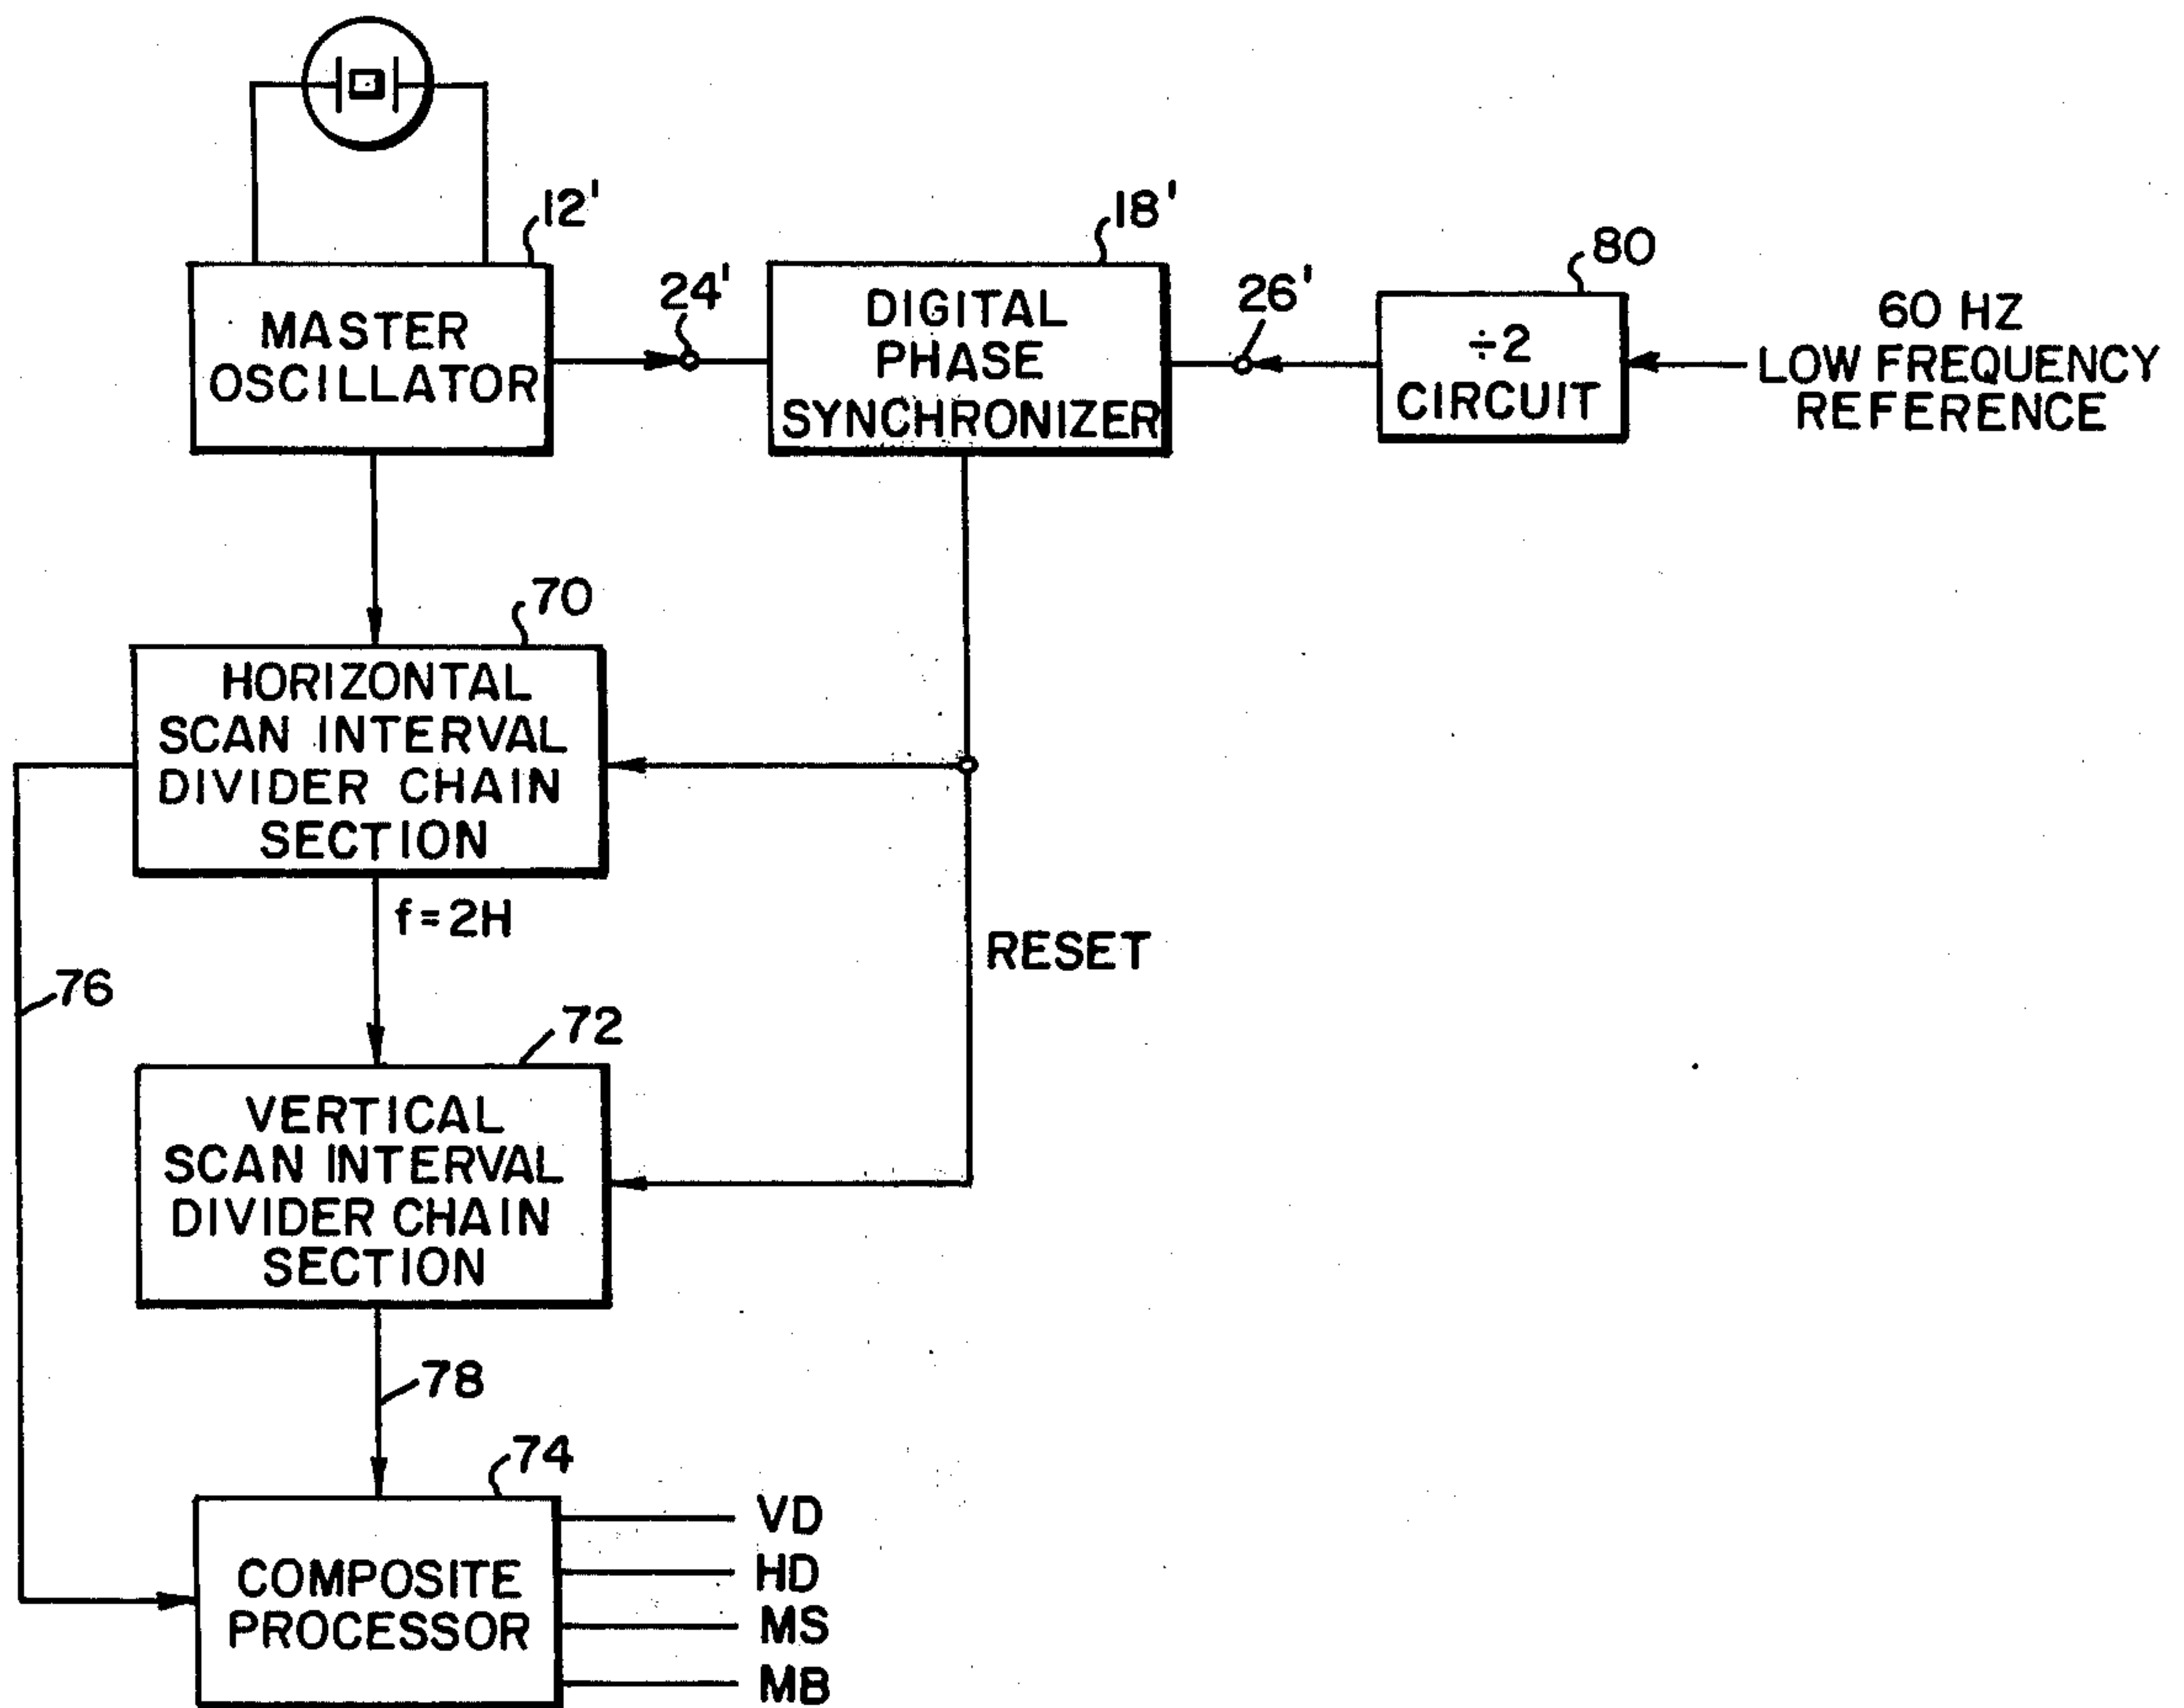 12'
MASTER
OSCILLATOR
24'
18'
DIGITAL
PHASE
SYNCHRONIZER
26'
80
÷2
CIRCUIT
60 HZ
LOW FREQUENCY
REFERENCE
70
HORIZONTAL
SCAN INTERVAL
DIVIDER CHAIN
SECTION
f=2H
RESET
76
72
VERTICAL
SCAN INTERVAL
DIVIDER CHAIN
SECTION
78
74
COMPOSITE
PROCESSOR
VD
HD
MS
MB